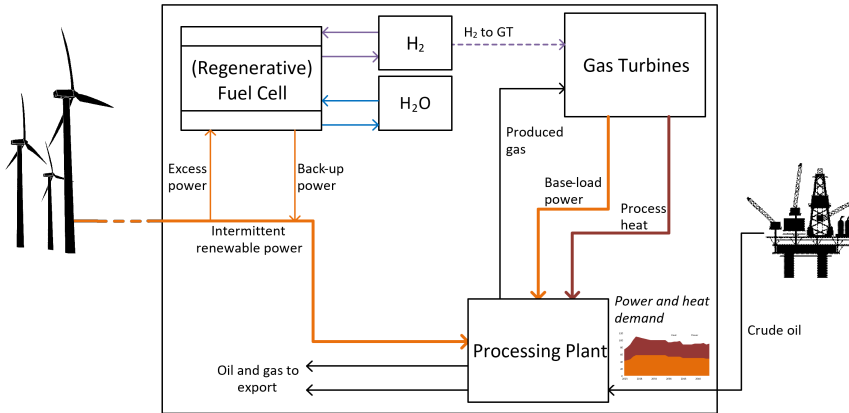 (Regenerative)
Fuel Cell
H₂
H₂O
H₂ to GT
Gas Turbines
Excess
power
Back-up
power
Produced
gas
Base-load
power
Process
heat
Intermittent
renewable power
Processing Plant
Power and heat
demand
Crude oil
Oil and gas to
export